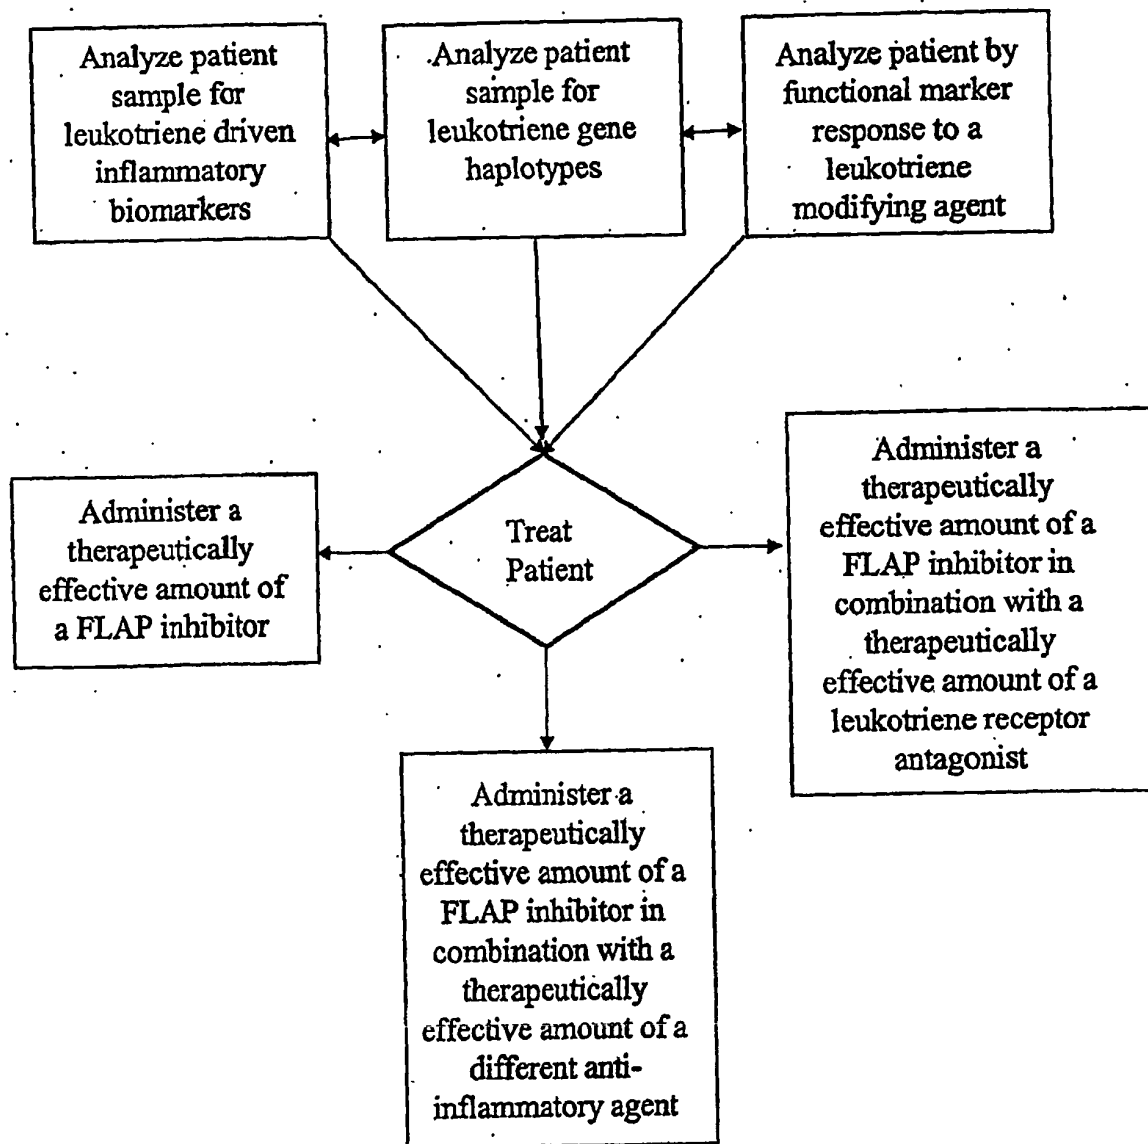 Analyze patient
sample for
leukotriene driven
inflammatory
biomarkers
Analyze patient
sample for
leukotriene gene
haplotypes
Analyze patient by
functional marker
response to a
leukotriene
modifying agent
Treat
Patient
Administer a
therapeutically
effective amount of
a FLAP inhibitor
Administer a
therapeutically
effective amount of a
FLAP inhibitor in
combination with a
therapeutically
effective amount of a
leukotriene receptor
antagonist
Administer a
therapeutically
effective amount of a
FLAP inhibitor in
combination with a
therapeutically
effective amount of a
different anti-
inflammatory agent